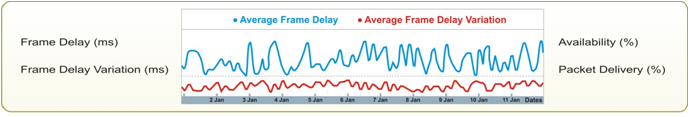 Average Frame Delay Average Frame Delay Variation
Frame Delay (ms)
Availability (%)
Frame Delay Variation (ms)
Packet Delivery (%)
2 Jan 3 Jan 4 Jan 5 Jan 6 Jan 7 Jan 8 Jan 9 Jan 10 Jan 11 Jan Dates